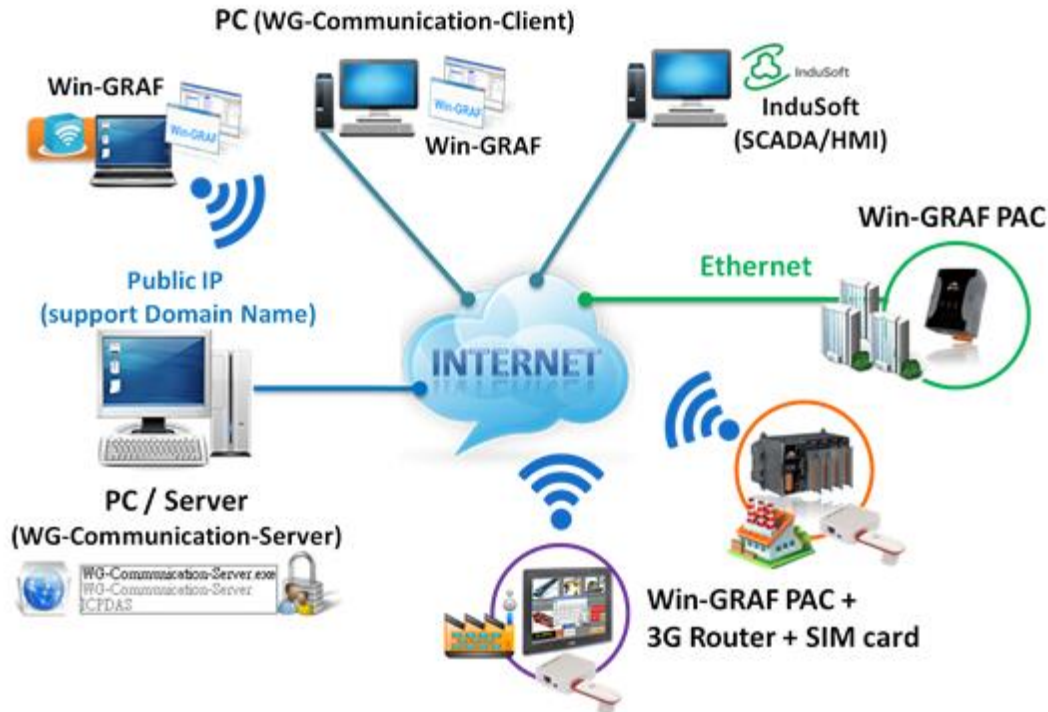 PC (WG-Communication-Client)
Win-GRAF
Win-GRAF
Win-GRAF
Win-GRAF
InduSoft
InduSoft
(SCADA/HMI)
Win-GRAF PAC
Ethernet
Public IP
(support Domain Name)
INTERNET
PC / Server
(WG-Communication-Server)
WG-Communication-Server.exe
WG-Communication-Server
ICPDAS
Win-GRAF PAC +
3G Router + SIM card